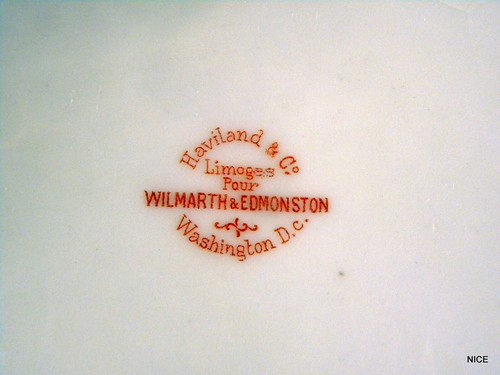 Haviland & Co
Limoges
Pour
WILMARTH & EDMONSTON
Washington D.C.
NICE